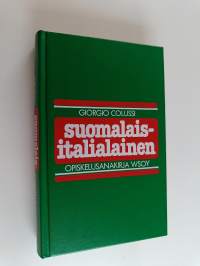 GIORGIO COLUSSI
suomalais-
italialainen
OPISKELUSANAKIRJA WSOY